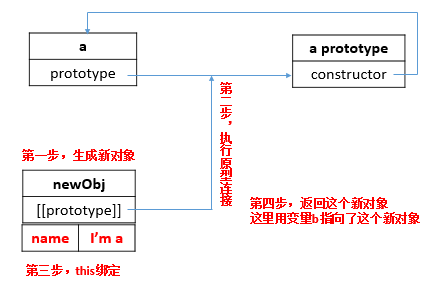 a
prototype
a prototype
constructor
第二步，执行原型链连接
第一步，生成新对象
newObj
[[prototype]]
name
I'm a
第三步，this绑定
第四步，返回这个新对象
这里用变量b指向了这个新对象